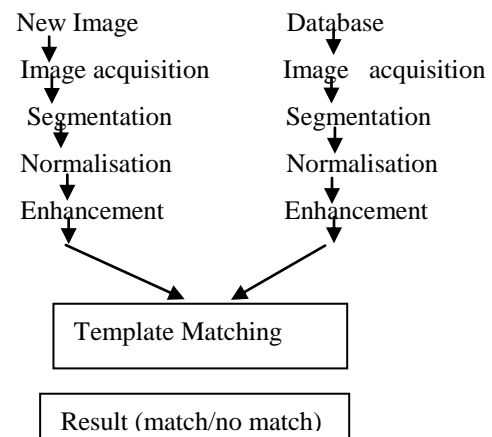 New Image Database
Image acquisition Image acquisition
Segmentation Segmentation
Normalisation Normalisation
Enhancement Enhancement
Template Matching
Result (match/no match)